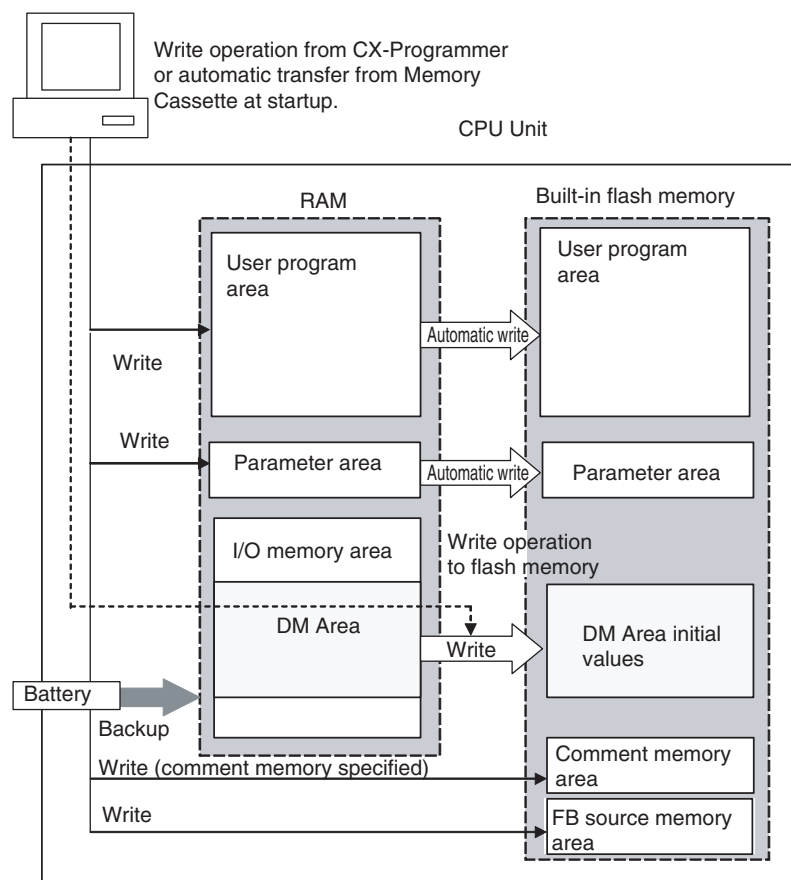 Write operation from CX-Programmer
or automatic transfer from Memory
Cassette at startup.
CPU Unit
RAM
Built-in flash memory
User program
area
User program
area
Automatic write
Write
Write
Parameter area
Automatic write
Parameter area
I/O memory area
Write operation
to flash memory
DM Area
Write
DM Area initial
values
Battery
Backup
Write (comment memory specified)
Comment memory
area
Write
FB source memory
area